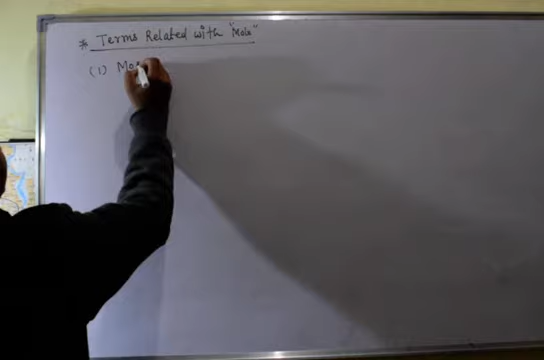 * Terms Related with "Mole"
(1) Mo